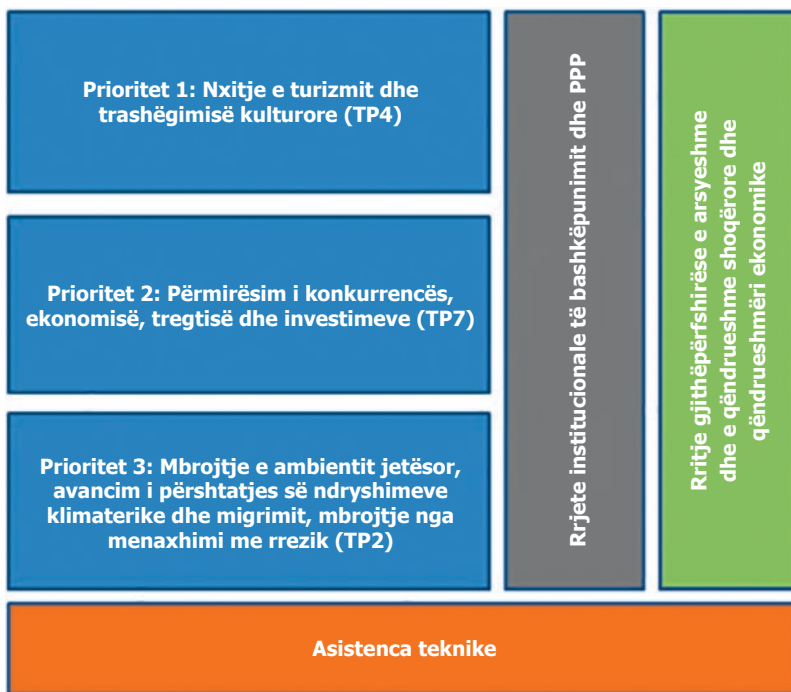 Prioritet 1: Nxitje e turizmit dhe
trashëgimisë kulturore (TP4)
Prioritet 2: Përmirësim i konkurrencës,
ekonomisë, tregtisë dhe investimeve (TP7)
Prioritet 3: Mbrojtje e ambientit jetësor,
avancim i përshtatjes së ndryshimeve
klimaterike dhe migrimit, mbrojtje nga
menaxhimi me rrezik (TP2)
Rrjete institucionale të bashkëpunimit dhe PPP
Rritje gjithëpërfshirëse e arsyeshme
dhe e qëndrueshme shoqërore dhe
qëndrueshmëri ekonomike
Asistenca teknike